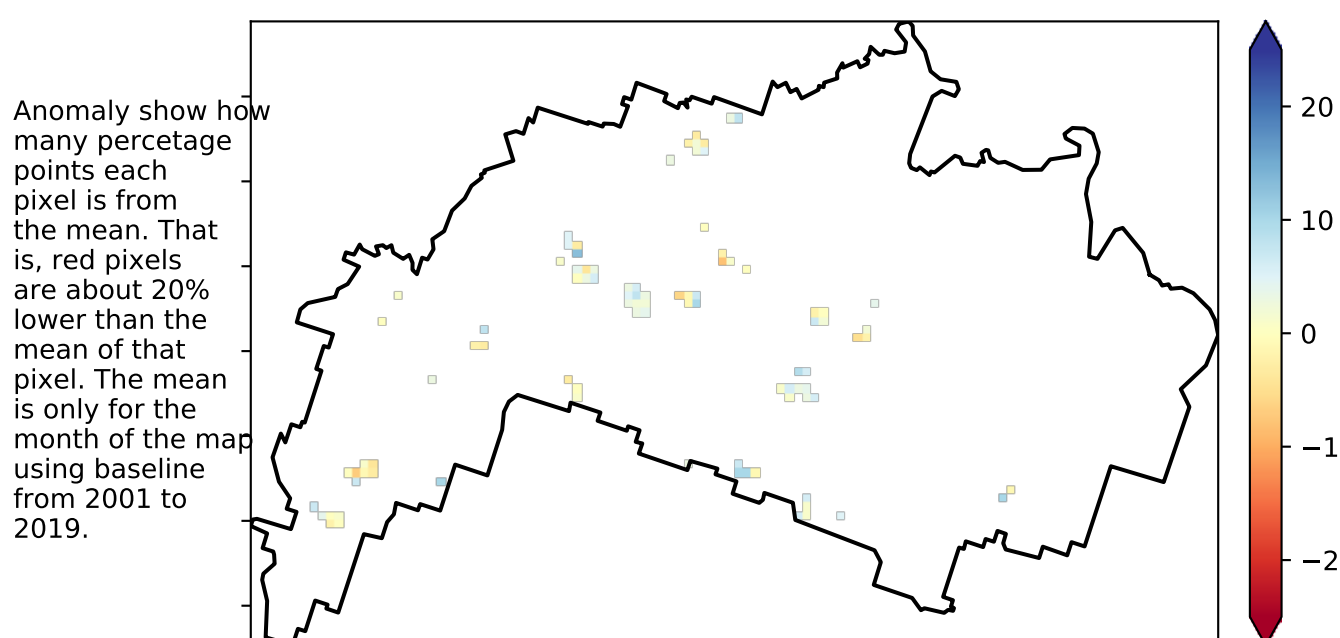 Anomaly show how
many percetage
points each
pixel is from
the mean. That
is, red pixels
are about 20%
lower than the
mean of that
pixel. The mean
is only for the
month of the map
using baseline
from 2001 to
2019.
20
10
0
−1
−2